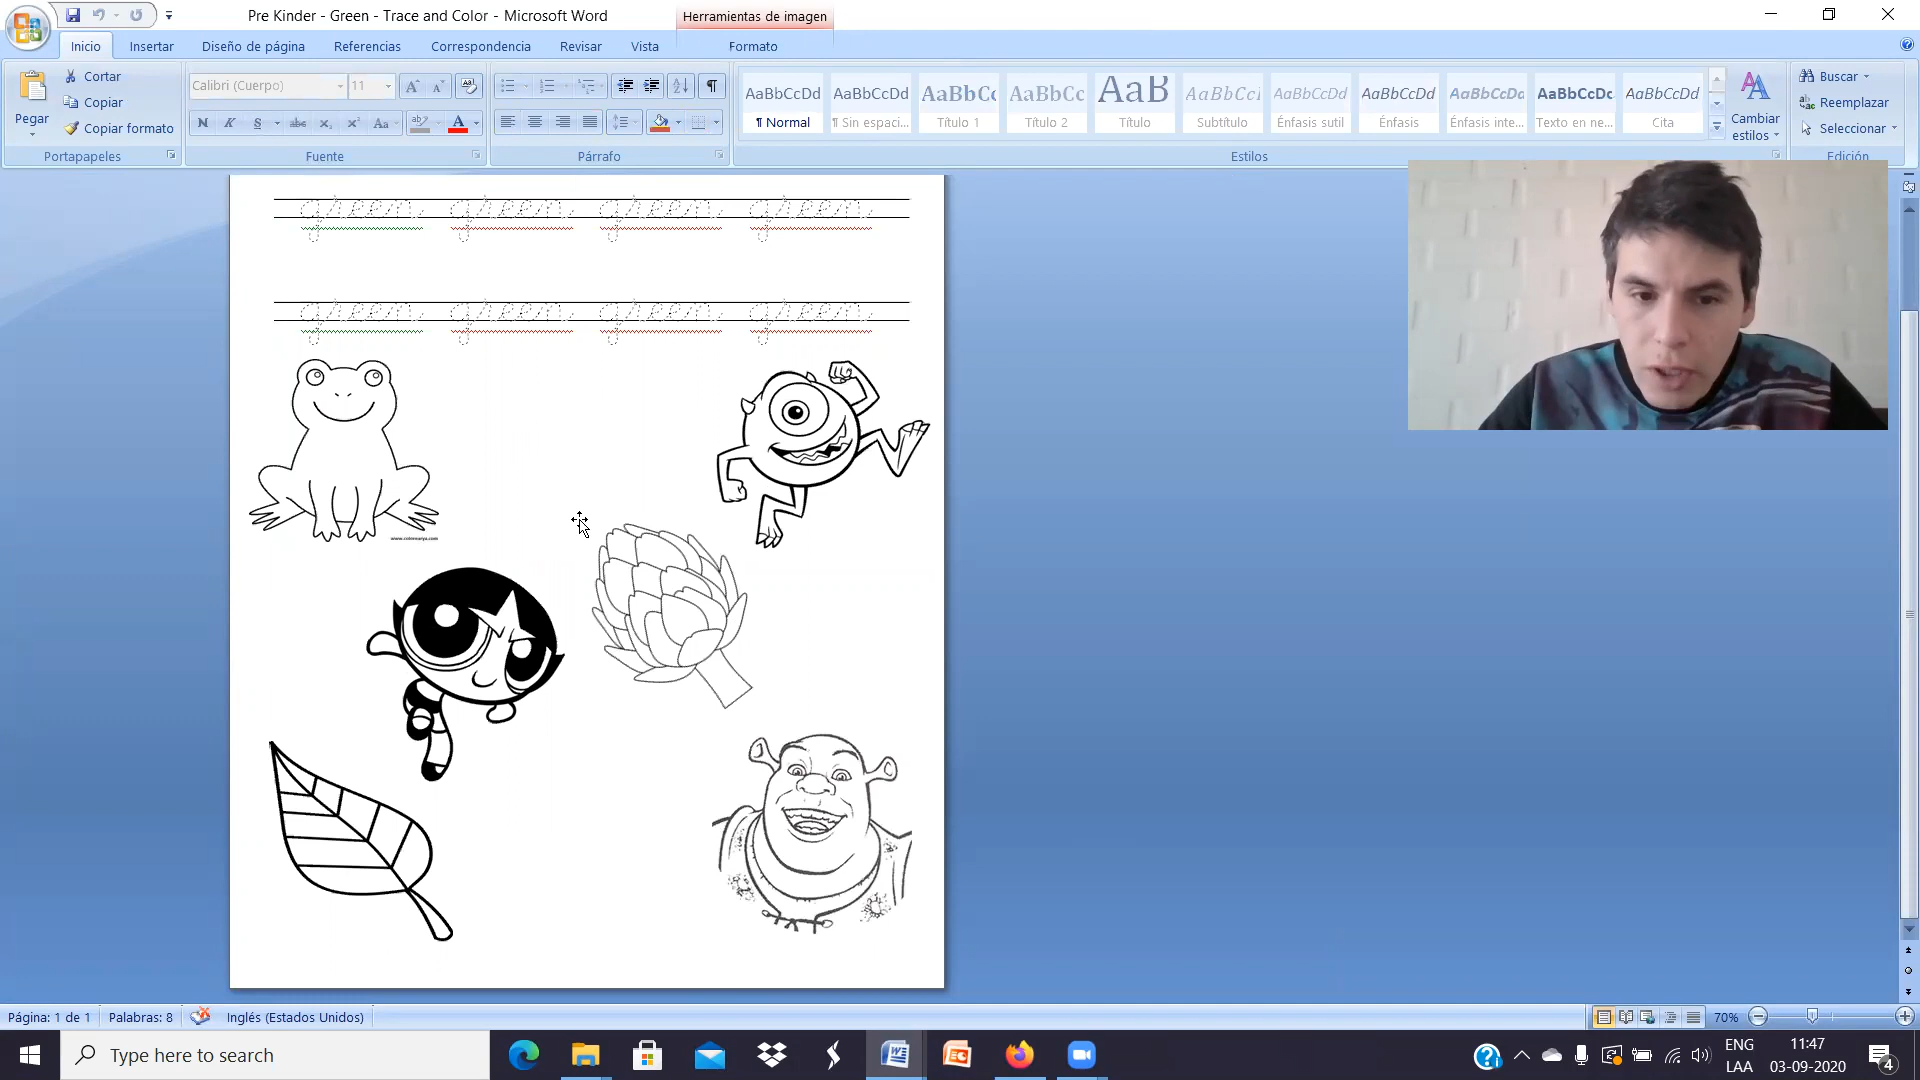 Pre Kinder - Green - Trace and Color - Microsoft Word
Herramientas de imagen
Inicio Insertar Diseño de página Referencias Correspondencia Revisar Vista Formato
Pegar
Cortar
Copiar
Copiar formato
Portapapeles
Calibri (Cuerpo) 11
Fuente
Párrafo
AaBbCcDd AaBbCcDd AaBbCc AaBbCc AaB AaBbCcI AaBbCcDd AaBbCcDd AaBbCcDd AaBbCcDc AaBbCcDd
¶ Normal ¶ Sin espaci... Título 1 Título 2 Título Subtítulo Énfasis sutil Énfasis Énfasis inte... Texto en ne... Cita
Cambiar estilos
Estilos
Buscar
Reemplazar
Seleccionar
Edición
green green green green
green green green green
www.colorearya.com
Página: 1 de 1 Palabras: 8 Inglés (Estados Unidos) 70%
Type here to search
ENG
LAA
11:47
03-09-2020
4